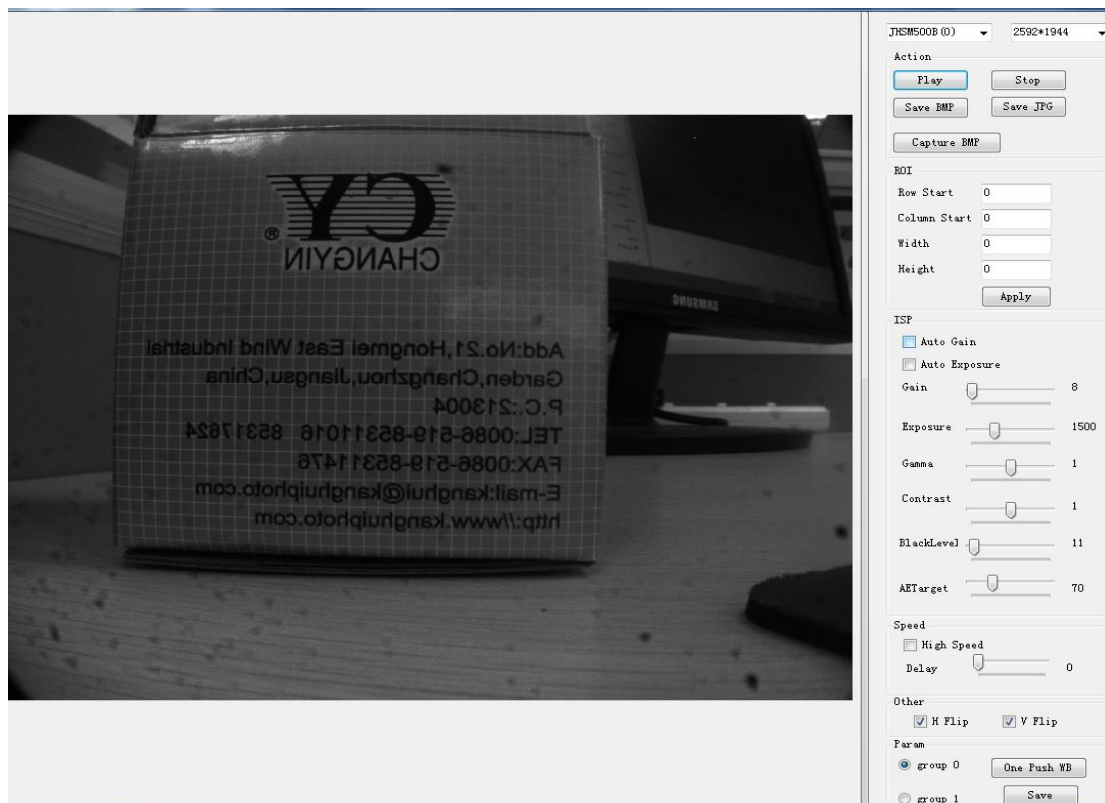 CY
®
CHANGYIN
SAMSUNG
Add:No.21,Hongmei East Wind Industrial
Garden,Changzhou,Jiangsu,China
P.C.:213004
TEL:0086-519-85311016 85317624
FAX:0086-519-85311476
E-mail:kanghui@kanghuiphoto.com
http://www.kanghuiphoto.com
JHSM500B(0) 2592*1944
Action
Play Stop
Save BMP Save JPG
Capture BMP
ROI
Row Start 0
Column Start 0
Width 0
Height 0
Apply
ISP
Auto Gain
Auto Exposure
Gain 8
Exposure 1500
Gamma 1
Contrast 1
BlackLevel 11
AETarget 70
Speed
High Speed
Delay 0
Other
H Flip V Flip
Param
group 0 One Push WB
group 1 Save